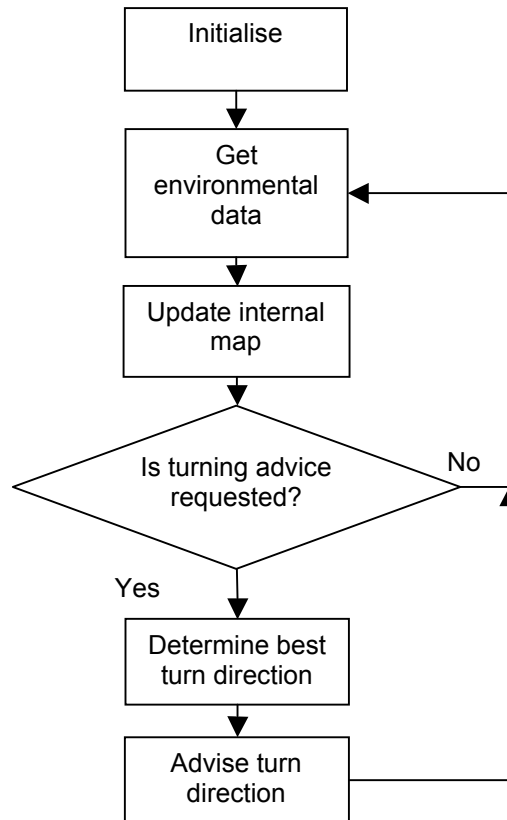 Initialise
Get
environmental
data
Update internal
map
Is turning advice
requested?
No
Yes
Determine best
turn direction
Advise turn
direction